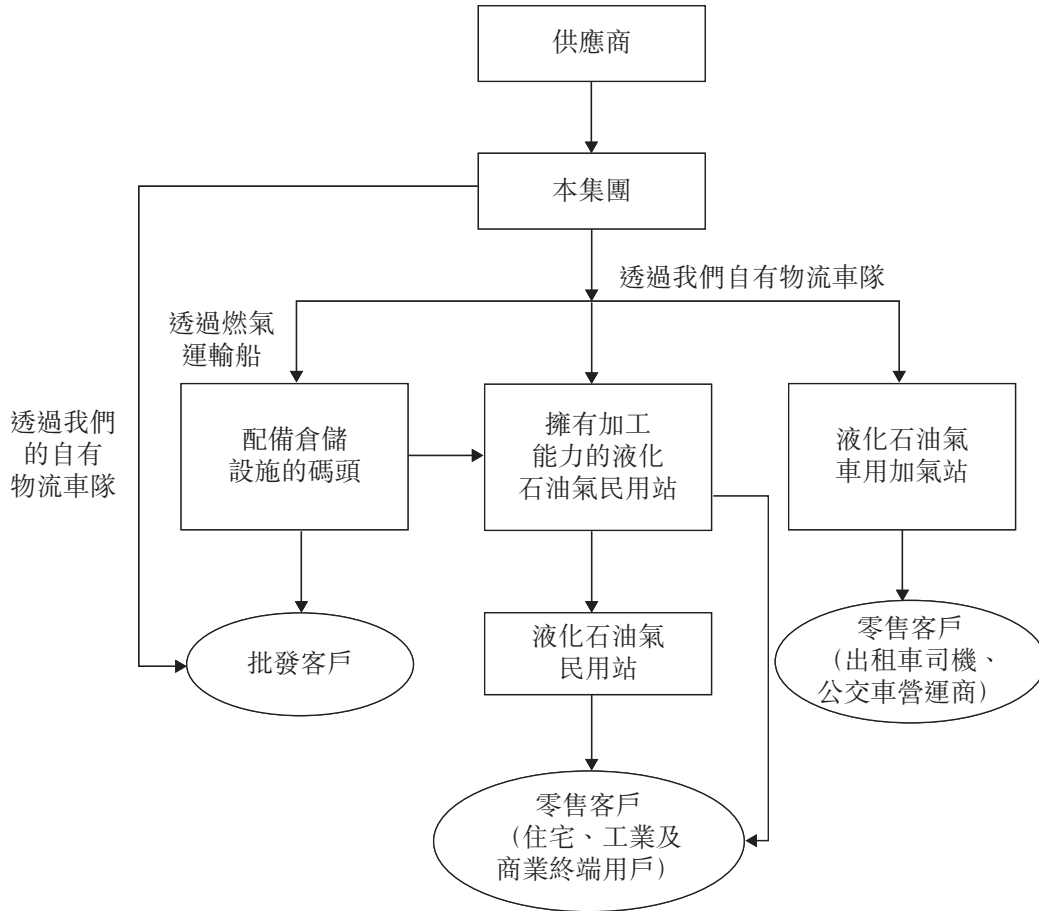 供應商
本集團
透過我們自有物流車隊
透過燃氣
運輸船
透過我們
的自有
物流車隊
配備倉儲
設施的碼頭
擁有加工
能力的液化
石油氣民用站
液化石油氣
車用加氣站
批發客戶
液化石油氣
民用站
零售客戶
(出租車司機、
公交車營運商)
零售客戶
(住宅、工業及
商業終端用戶)